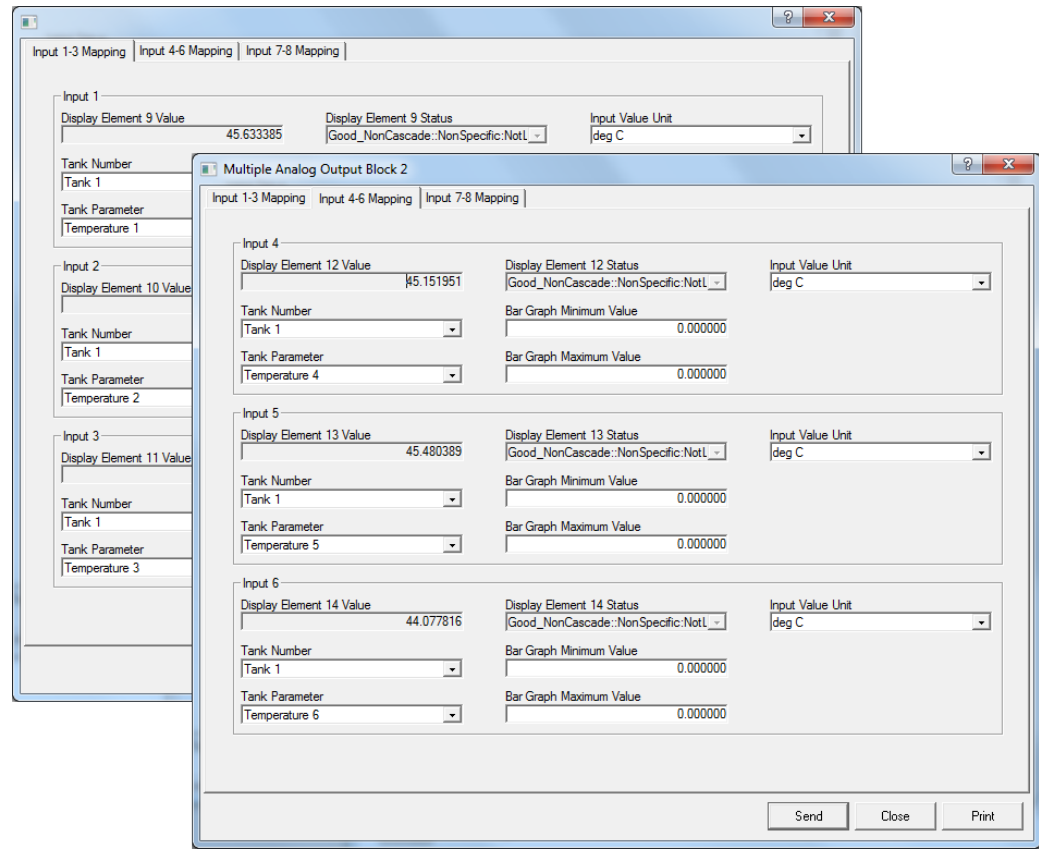 Input 1-3 Mapping Input 4-6 Mapping Input 7-8 Mapping
Input 1
Display Element 9 Value Display Element 9 Status Input Value Unit
45.633385 Good_NonCascade::NonSpecific:NotL deg C
Tank Number
Tank 1
Tank Parameter
Temperature 1
Input 2
Display Element 10 Value
Tank Number
Tank 1
Tank Parameter
Temperature 2
Input 3
Display Element 11 Value
Tank Number
Tank 1
Tank Parameter
Temperature 3
Multiple Analog Output Block 2
Input 1-3 Mapping Input 4-6 Mapping Input 7-8 Mapping
Input 4
Display Element 12 Value Display Element 12 Status Input Value Unit
45.151951 Good_NonCascade::NonSpecific:NotL deg C
Tank Number Bar Graph Minimum Value
Tank 1 0.000000
Tank Parameter Bar Graph Maximum Value
Temperature 4 0.000000
Input 5
Display Element 13 Value Display Element 13 Status Input Value Unit
45.480389 Good_NonCascade::NonSpecific:NotL deg C
Tank Number Bar Graph Minimum Value
Tank 1 0.000000
Tank Parameter Bar Graph Maximum Value
Temperature 5 0.000000
Input 6
Display Element 14 Value Display Element 14 Status Input Value Unit
44.077816 Good_NonCascade::NonSpecific:NotL deg C
Tank Number Bar Graph Minimum Value
Tank 1 0.000000
Tank Parameter Bar Graph Maximum Value
Temperature 6 0.000000
Send Close Print